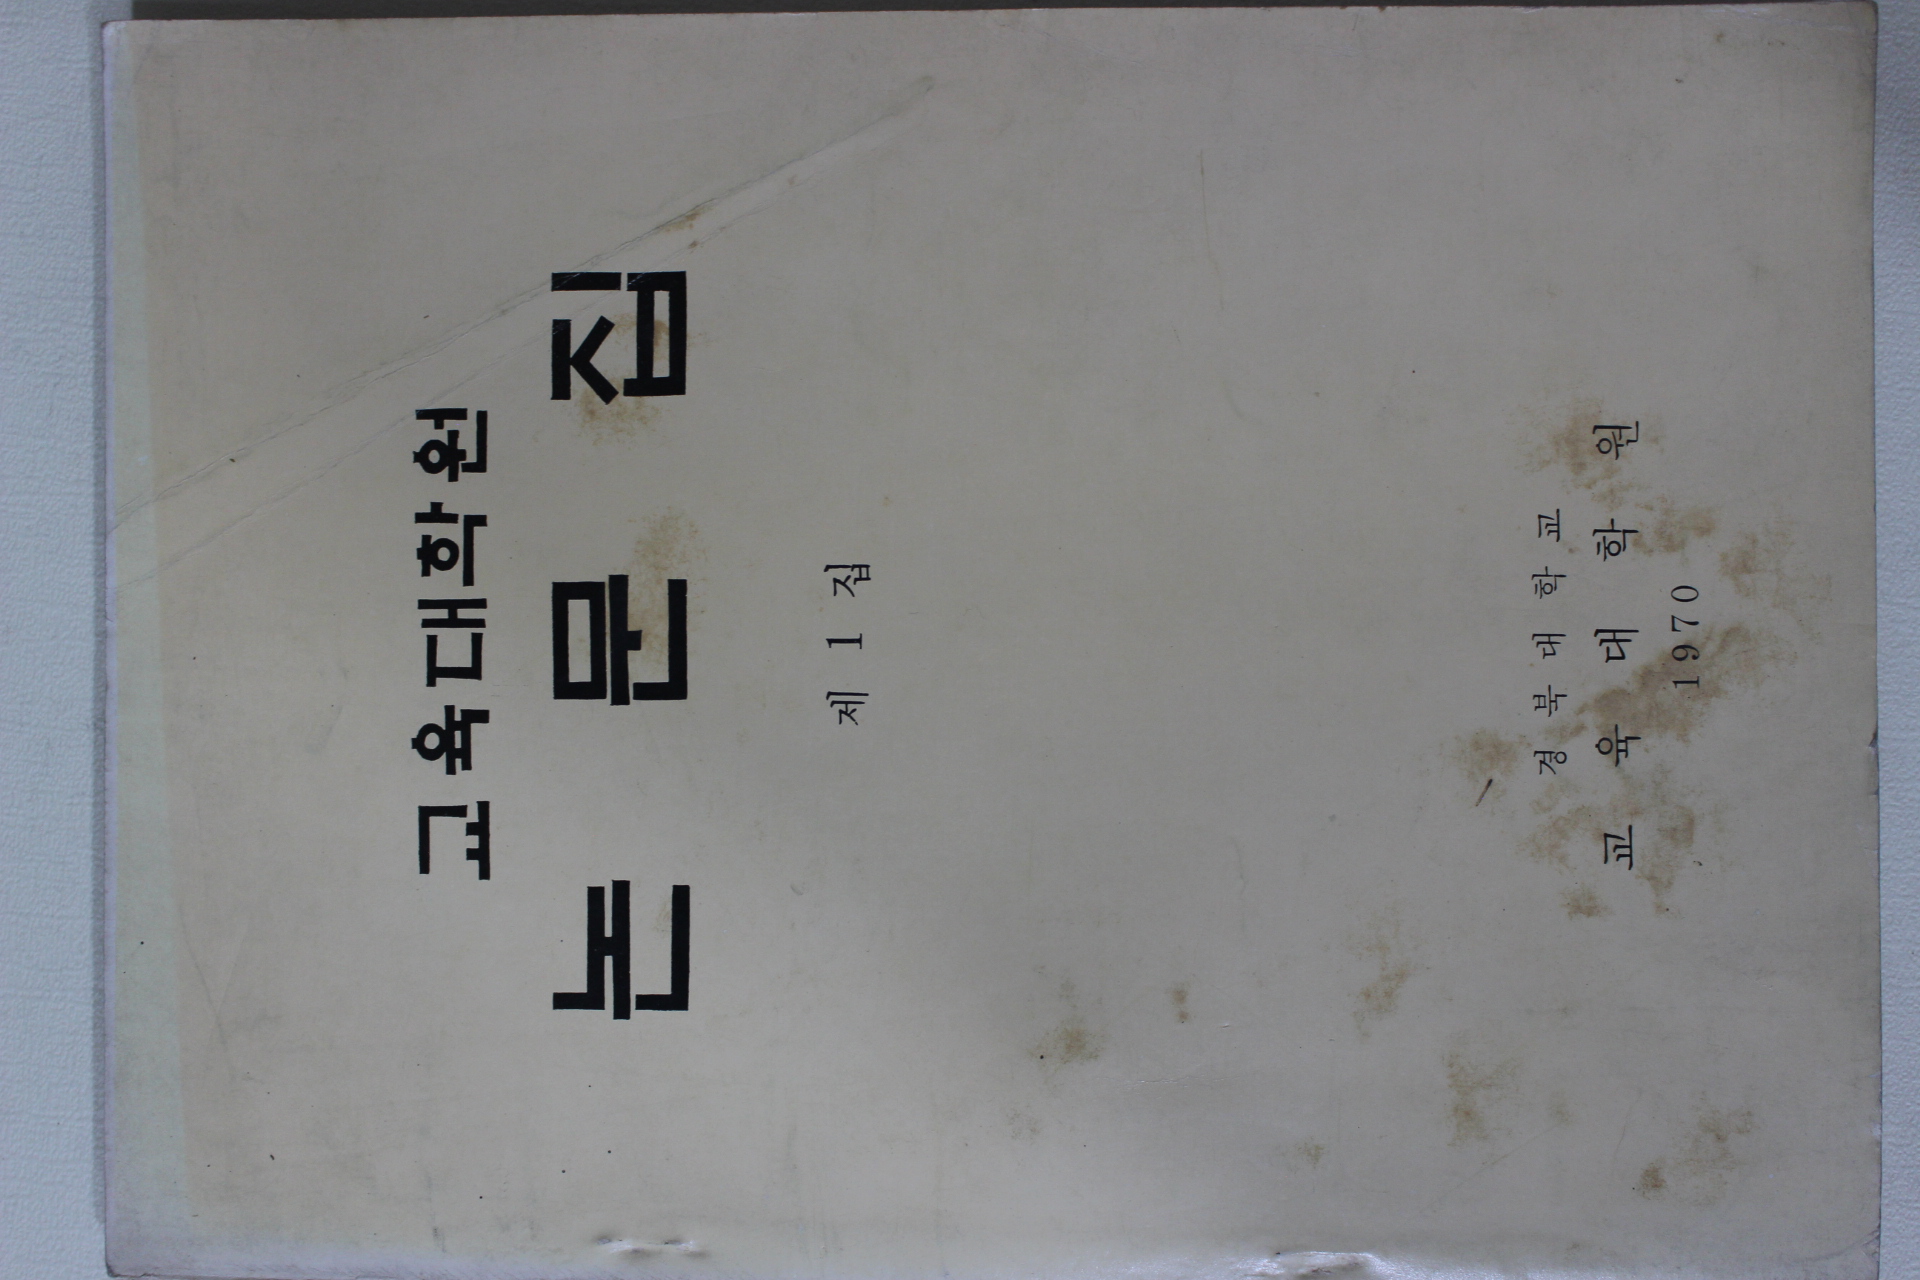 교육대학원
논 문 집
제 1 집
경 북 대 학 교
교 육 대 학 원
1970